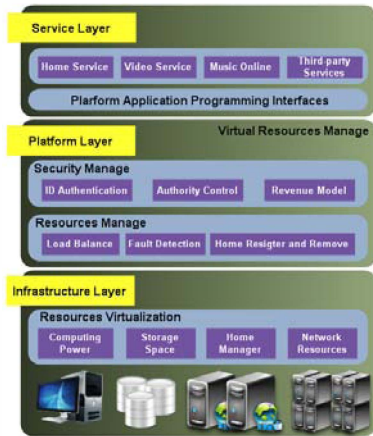 Service Layer
Home Service Video Service Music Online Third-party Services
Plarform Application Programming Interfaces
Virtual Resources Manage
Platform Layer
Security Manage
ID Authentication Authority Control Revenue Model
Resources Manage
Load Balance Fault Detection Home Resigter and Remove
Infrastructure Layer
Resources Virtualization
Computing Power Storage Space Home Manager Network Resources